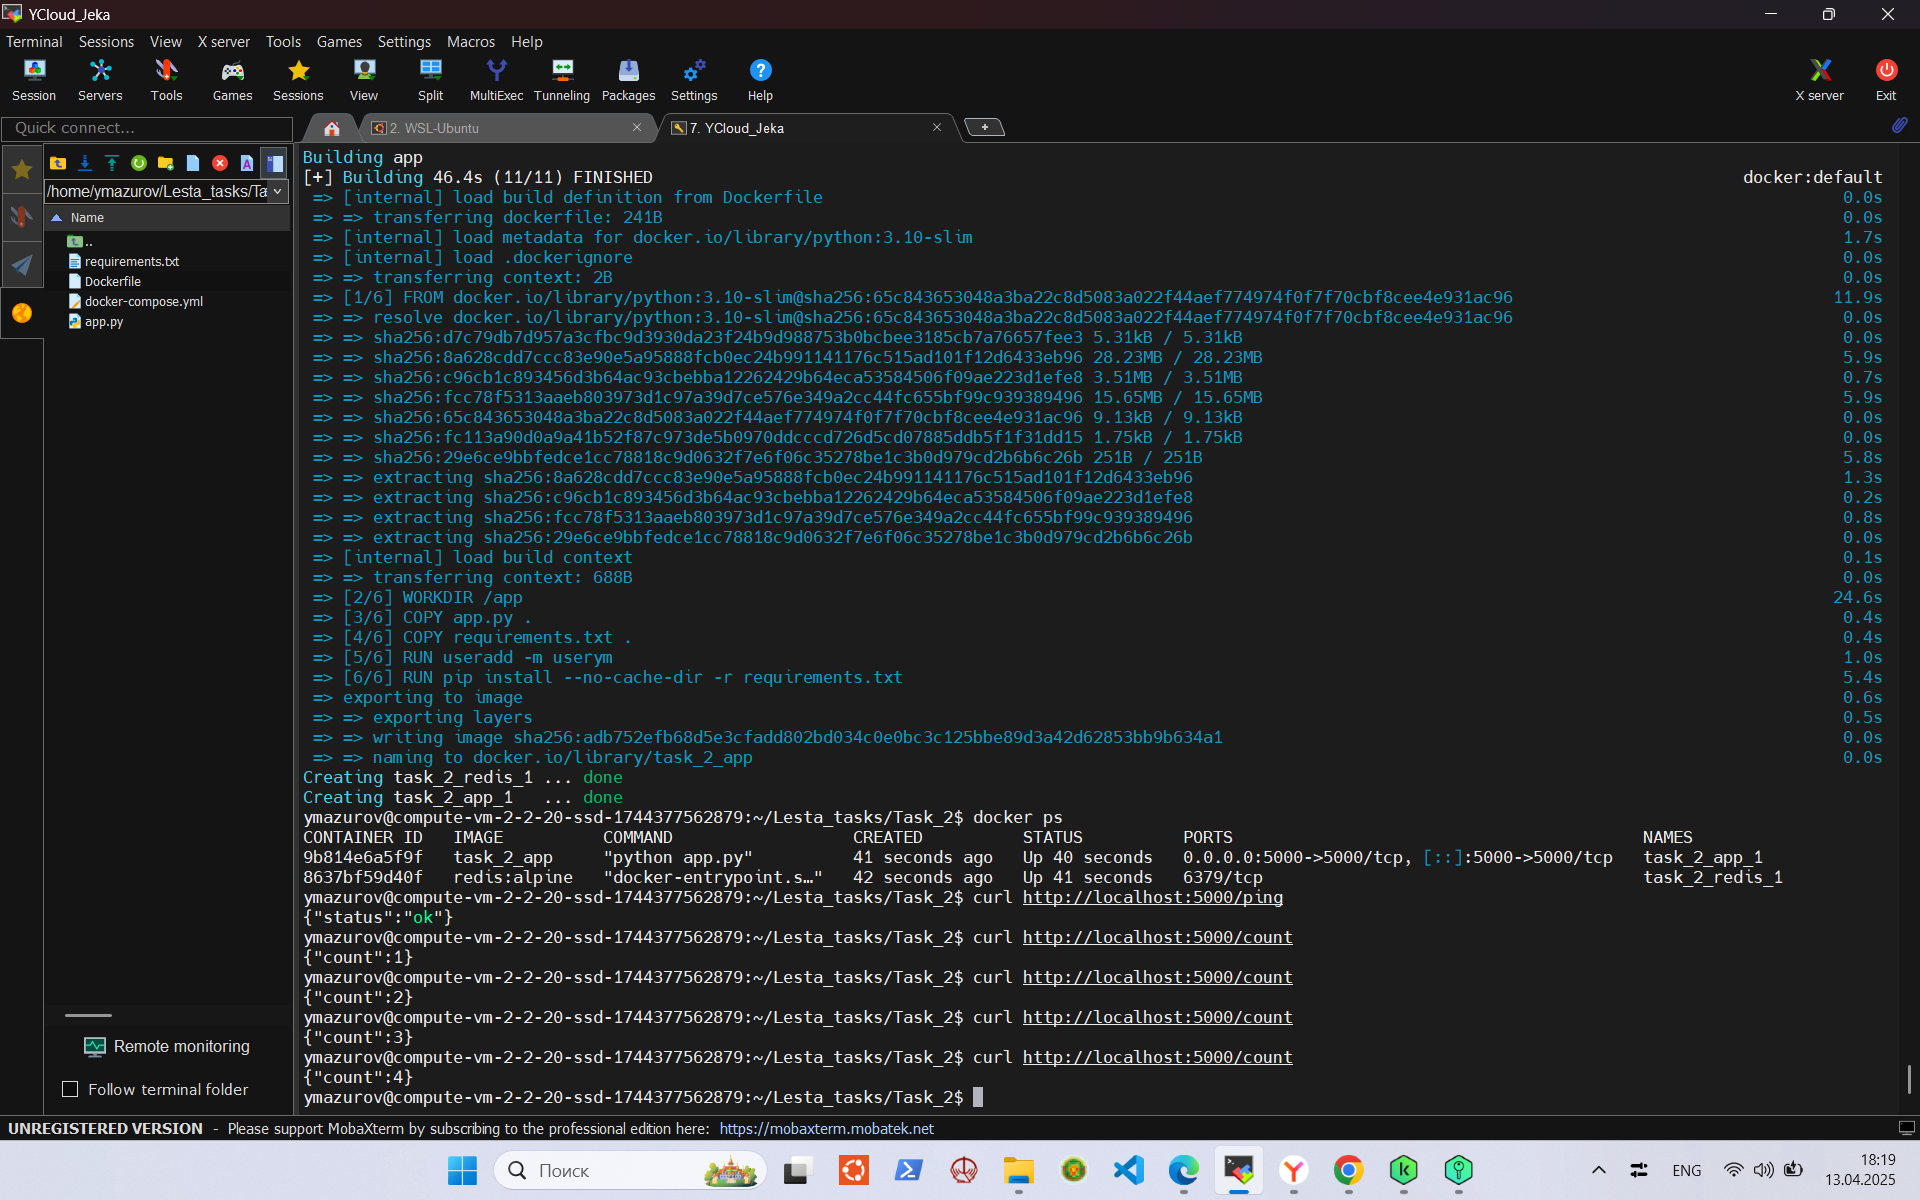 YCloud_Jeka
Terminal Sessions View X server Tools Games Settings Macros Help
Session Servers Tools Games Sessions View Split MultiExec Tunneling Packages Settings Help X server Exit
Quick connect...
2. WSL-Ubuntu
7. YCloud_Jeka
/home/ymazurov/Lesta_tasks/Ta
Name
..
requirements.txt
Dockerfile
docker-compose.yml
app.py
Remote monitoring
Follow terminal folder
Building app
[+] Building 46.4s (11/11) FINISHED docker:default
=> [internal] load build definition from Dockerfile 0.0s
=> => transferring dockerfile: 241B 0.0s
=> [internal] load metadata for docker.io/library/python:3.10-slim 1.7s
=> [internal] load .dockerignore 0.0s
=> => transferring context: 2B 0.0s
=> [1/6] FROM docker.io/library/python:3.10-slim@sha256:65c843653048a3ba22c8d5083a022f44aef774974f0f7f70cbf8cee4e931ac96 11.9s
=> => resolve docker.io/library/python:3.10-slim@sha256:65c843653048a3ba22c8d5083a022f44aef774974f0f7f70cbf8cee4e931ac96 0.0s
=> => sha256:d7c79db7d957a3cfbc9d3930da23f24b9d988753b0bcbee3185cb7a76657fee3 5.31kB / 5.31kB 0.0s
=> => sha256:8a628cdd7ccc83e90e5a95888fcb0ec24b991141176c515ad101f12d6433eb96 28.23MB / 28.23MB 5.9s
=> => sha256:c96cb1c893456d3b64ac93cbebba12262429b64eca53584506f09ae223d1efe8 3.51MB / 3.51MB 0.7s
=> => sha256:fcc78f5313aaeb803973d1c97a39d7ce576e349a2cc44fc655bf99c939389496 15.65MB / 15.65MB 5.9s
=> => sha256:65c843653048a3ba22c8d5083a022f44aef774974f0f7f70cbf8cee4e931ac96 9.13kB / 9.13kB 0.0s
=> => sha256:fc113a90d0a9a41b52f87c973de5b0970ddcccd726d5cd07885ddb5f1f31dd15 1.75kB / 1.75kB 0.0s
=> => sha256:29e6ce9bbfedce1cc78818c9d0632f7e6f06c35278be1c3b0d979cd2b6b6c26b 251B / 251B 5.8s
=> => extracting sha256:8a628cdd7ccc83e90e5a95888fcb0ec24b991141176c515ad101f12d6433eb96 1.3s
=> => extracting sha256:c96cb1c893456d3b64ac93cbebba12262429b64eca53584506f09ae223d1efe8 0.2s
=> => extracting sha256:fcc78f5313aaeb803973d1c97a39d7ce576e349a2cc44fc655bf99c939389496 0.8s
=> => extracting sha256:29e6ce9bbfedce1cc78818c9d0632f7e6f06c35278be1c3b0d979cd2b6b6c26b 0.0s
=> [internal] load build context 0.1s
=> => transferring context: 688B 0.0s
=> [2/6] WORKDIR /app 24.6s
=> [3/6] COPY app.py . 0.4s
=> [4/6] COPY requirements.txt . 0.4s
=> [5/6] RUN useradd -m userym 1.0s
=> [6/6] RUN pip install --no-cache-dir -r requirements.txt 5.4s
=> exporting to image 0.6s
=> => exporting layers 0.5s
=> => writing image sha256:adb752efb68d5e3cfadd802bd034c0e0bc3c125bbe89d3a42d62853bb9b634a1 0.0s
=> => naming to docker.io/library/task_2_app 0.0s
Creating task_2_redis_1 ... done
Creating task_2_app_1 ... done
ymazurov@compute-vm-2-2-20-ssd-1744377562879:~/Lesta_tasks/Task_2$ docker ps
CONTAINER ID IMAGE COMMAND CREATED STATUS PORTS NAMES
9b814e6a5f9f task_2_app "python app.py" 41 seconds ago Up 40 seconds 0.0.0.0:5000->5000/tcp, [::]:5000->5000/tcp task_2_app_1
8637bf59d40f redis:alpine "docker-entrypoint.s…" 42 seconds ago Up 41 seconds 6379/tcp task_2_redis_1
ymazurov@compute-vm-2-2-20-ssd-1744377562879:~/Lesta_tasks/Task_2$ curl http://localhost:5000/ping
{"status":"ok"}
ymazurov@compute-vm-2-2-20-ssd-1744377562879:~/Lesta_tasks/Task_2$ curl http://localhost:5000/count
{"count":1}
ymazurov@compute-vm-2-2-20-ssd-1744377562879:~/Lesta_tasks/Task_2$ curl http://localhost:5000/count
{"count":2}
ymazurov@compute-vm-2-2-20-ssd-1744377562879:~/Lesta_tasks/Task_2$ curl http://localhost:5000/count
{"count":3}
ymazurov@compute-vm-2-2-20-ssd-1744377562879:~/Lesta_tasks/Task_2$ curl http://localhost:5000/count
{"count":4}
ymazurov@compute-vm-2-2-20-ssd-1744377562879:~/Lesta_tasks/Task_2$
UNREGISTERED VERSION - Please support MobaXterm by subscribing to the professional edition here: https://mobaxterm.mobatek.net
Поиск
ENG
18:19
13.04.2025